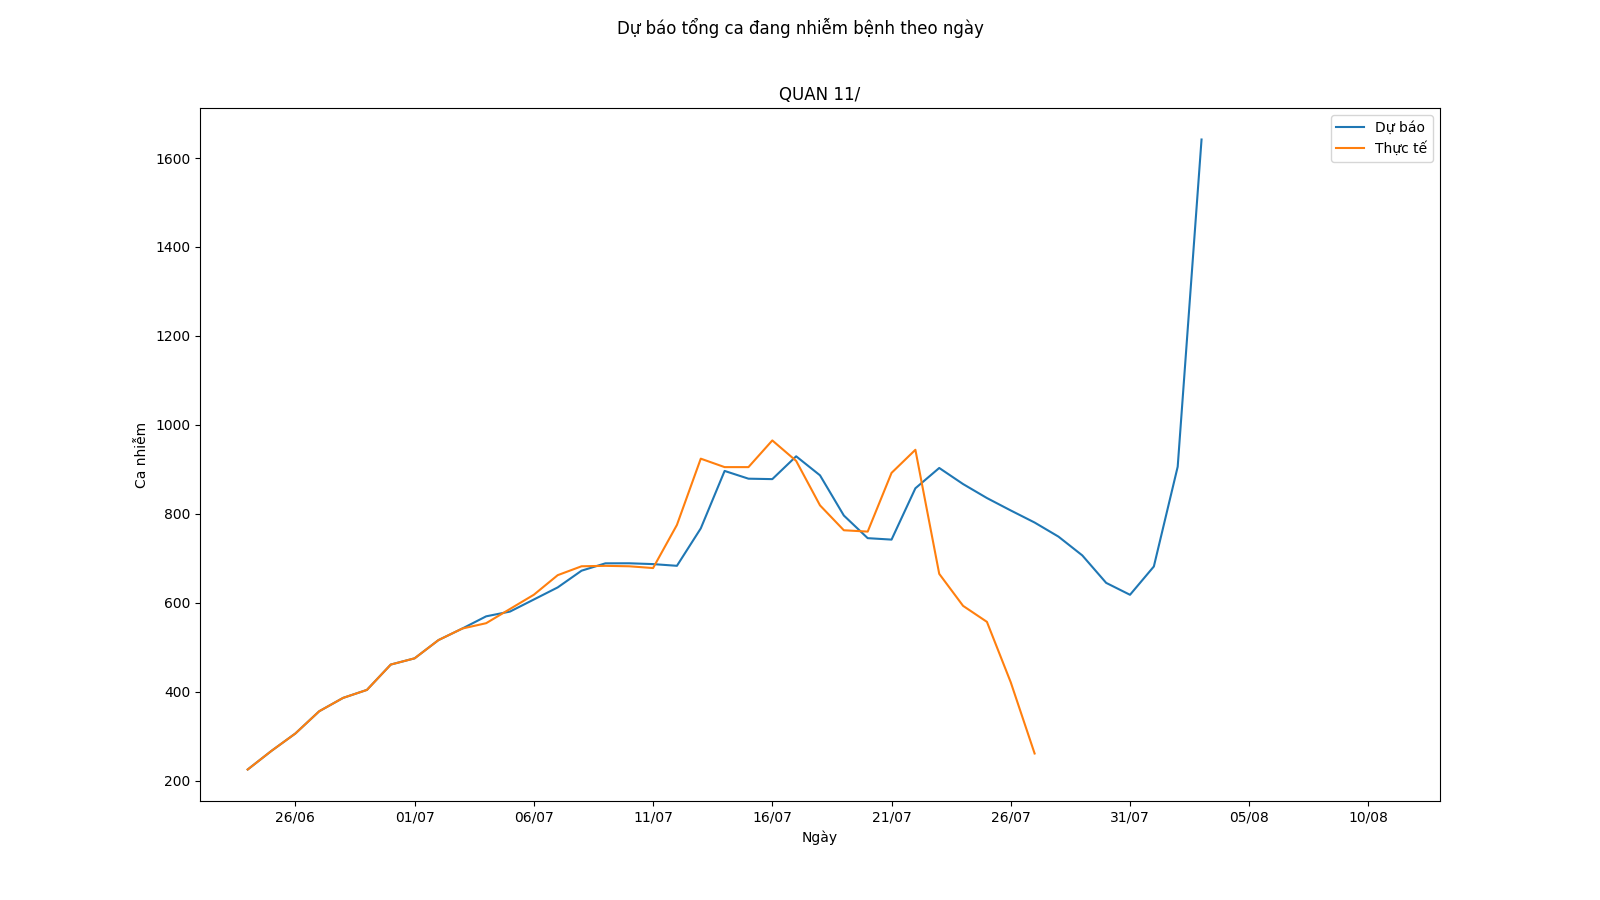 Dự báo tổng ca đang nhiễm bệnh theo ngày
QUAN 11/
Dự báo
Thực tế
1600
1400
1200
1000
800
600
400
200
Ca nhiễm
26/06 01/07 06/07 11/07 16/07 21/07 26/07 31/07 05/08 10/08
Ngày